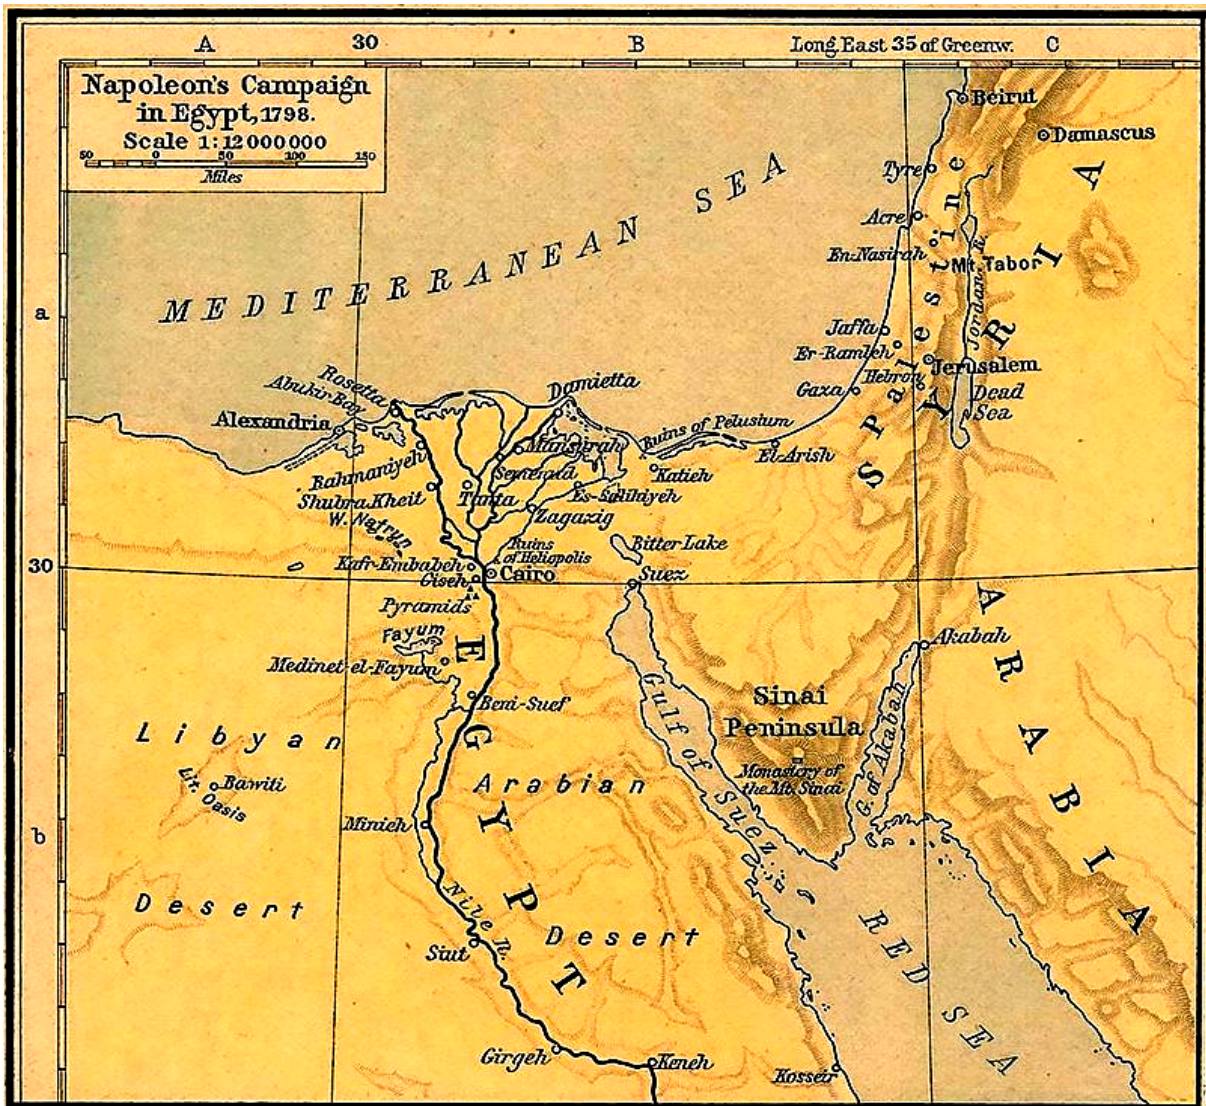 A 30 B Long. East 35 of Greenw. C
Napoleon's Campaign
in Egypt, 1798.
Scale 1:12 000 000
50 0 50 100 150
Miles
Beirut
Damascus
Tyre
Acre
En-Nasirah
Mt. Tabor
Jordan R.
Palestine
SYRIA
MEDITERRANEAN SEA
a
Jaffa
Er-Ramleh
Jerusalem
Hebron
Gaza
Dead
Sea
Rosetta
Abukir Bay
Alexandria
Damietta
Ruins of Pelusium
El-Arish
Rahmaniyeh
Mansurah
Semenud
Katieh
Shubra Kheit
Tanta
Es-Salihiyeh
Zagazig
W. Natrun
Ruins
of Heliopolis
Bitter Lake
30
Kafr-Embabeh
Giseh
Cairo
Suez
Pyramids
Fayum
Medinet-el-Fayum
Beni-Suef
Akabah
Sinai
Peninsula
Gulf of Suez
G. of Akabah
Monastery of
the Mt. Sinai
ARABIA
Libyan
Desert
Lit. Oasis
Bawiti
EGYPT
Arabian
Desert
b
Minieh
Nile R.
Siut
RED SEA
Girgeh
Keneh
Kosseir